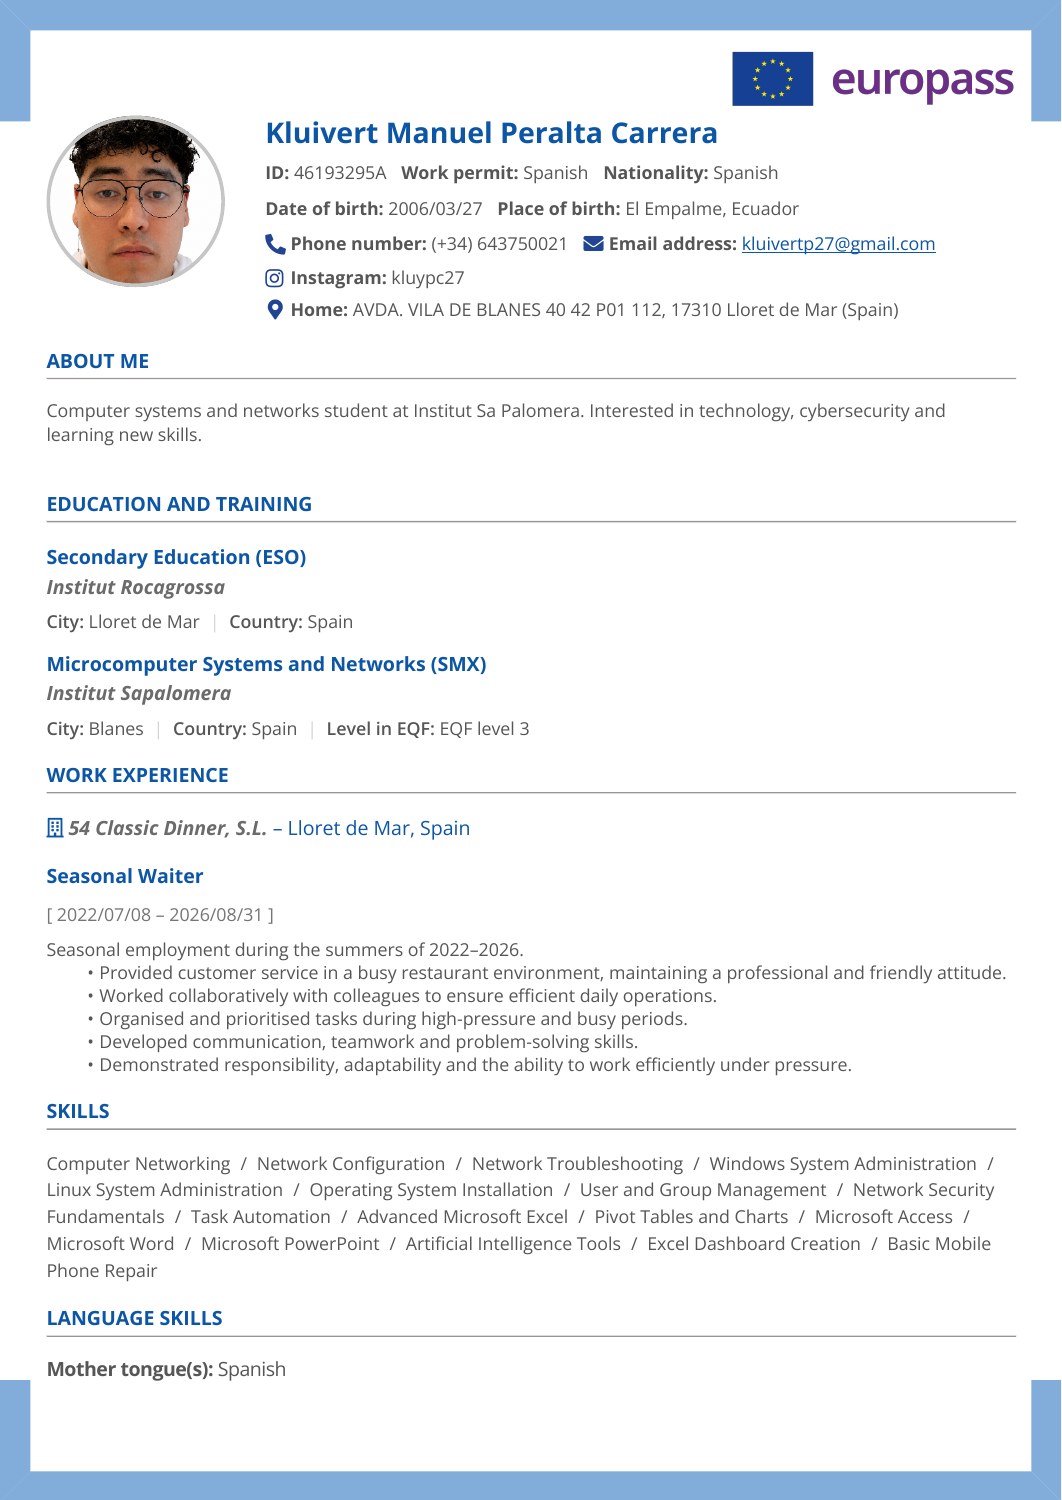 europass
Kluivert Manuel Peralta Carrera
ID: 46193295A Work permit: Spanish Nationality: Spanish
Date of birth: 2006/03/27 Place of birth: El Empalme, Ecuador
Phone number: (+34) 643750021 Email address: kluivertp27@gmail.com
Instagram: kluypc27
Home: AVDA. VILA DE BLANES 40 42 P01 112, 17310 Lloret de Mar (Spain)
ABOUT ME
Computer systems and networks student at Institut Sa Palomera. Interested in technology, cybersecurity and
learning new skills.
EDUCATION AND TRAINING
Secondary Education (ESO)
Institut Rocagrossa
City: Lloret de Mar | Country: Spain
Microcomputer Systems and Networks (SMX)
Institut Sapalomera
City: Blanes | Country: Spain | Level in EQF: EQF level 3
WORK EXPERIENCE
54 Classic Dinner, S.L. – Lloret de Mar, Spain
Seasonal Waiter
[ 2022/07/08 – 2026/08/31 ]
Seasonal employment during the summers of 2022–2026.
• Provided customer service in a busy restaurant environment, maintaining a professional and friendly attitude.
• Worked collaboratively with colleagues to ensure efficient daily operations.
• Organised and prioritised tasks during high-pressure and busy periods.
• Developed communication, teamwork and problem-solving skills.
• Demonstrated responsibility, adaptability and the ability to work efficiently under pressure.
SKILLS
Computer Networking / Network Configuration / Network Troubleshooting / Windows System Administration /
Linux System Administration / Operating System Installation / User and Group Management / Network Security
Fundamentals / Task Automation / Advanced Microsoft Excel / Pivot Tables and Charts / Microsoft Access /
Microsoft Word / Microsoft PowerPoint / Artificial Intelligence Tools / Excel Dashboard Creation / Basic Mobile
Phone Repair
LANGUAGE SKILLS
Mother tongue(s): Spanish